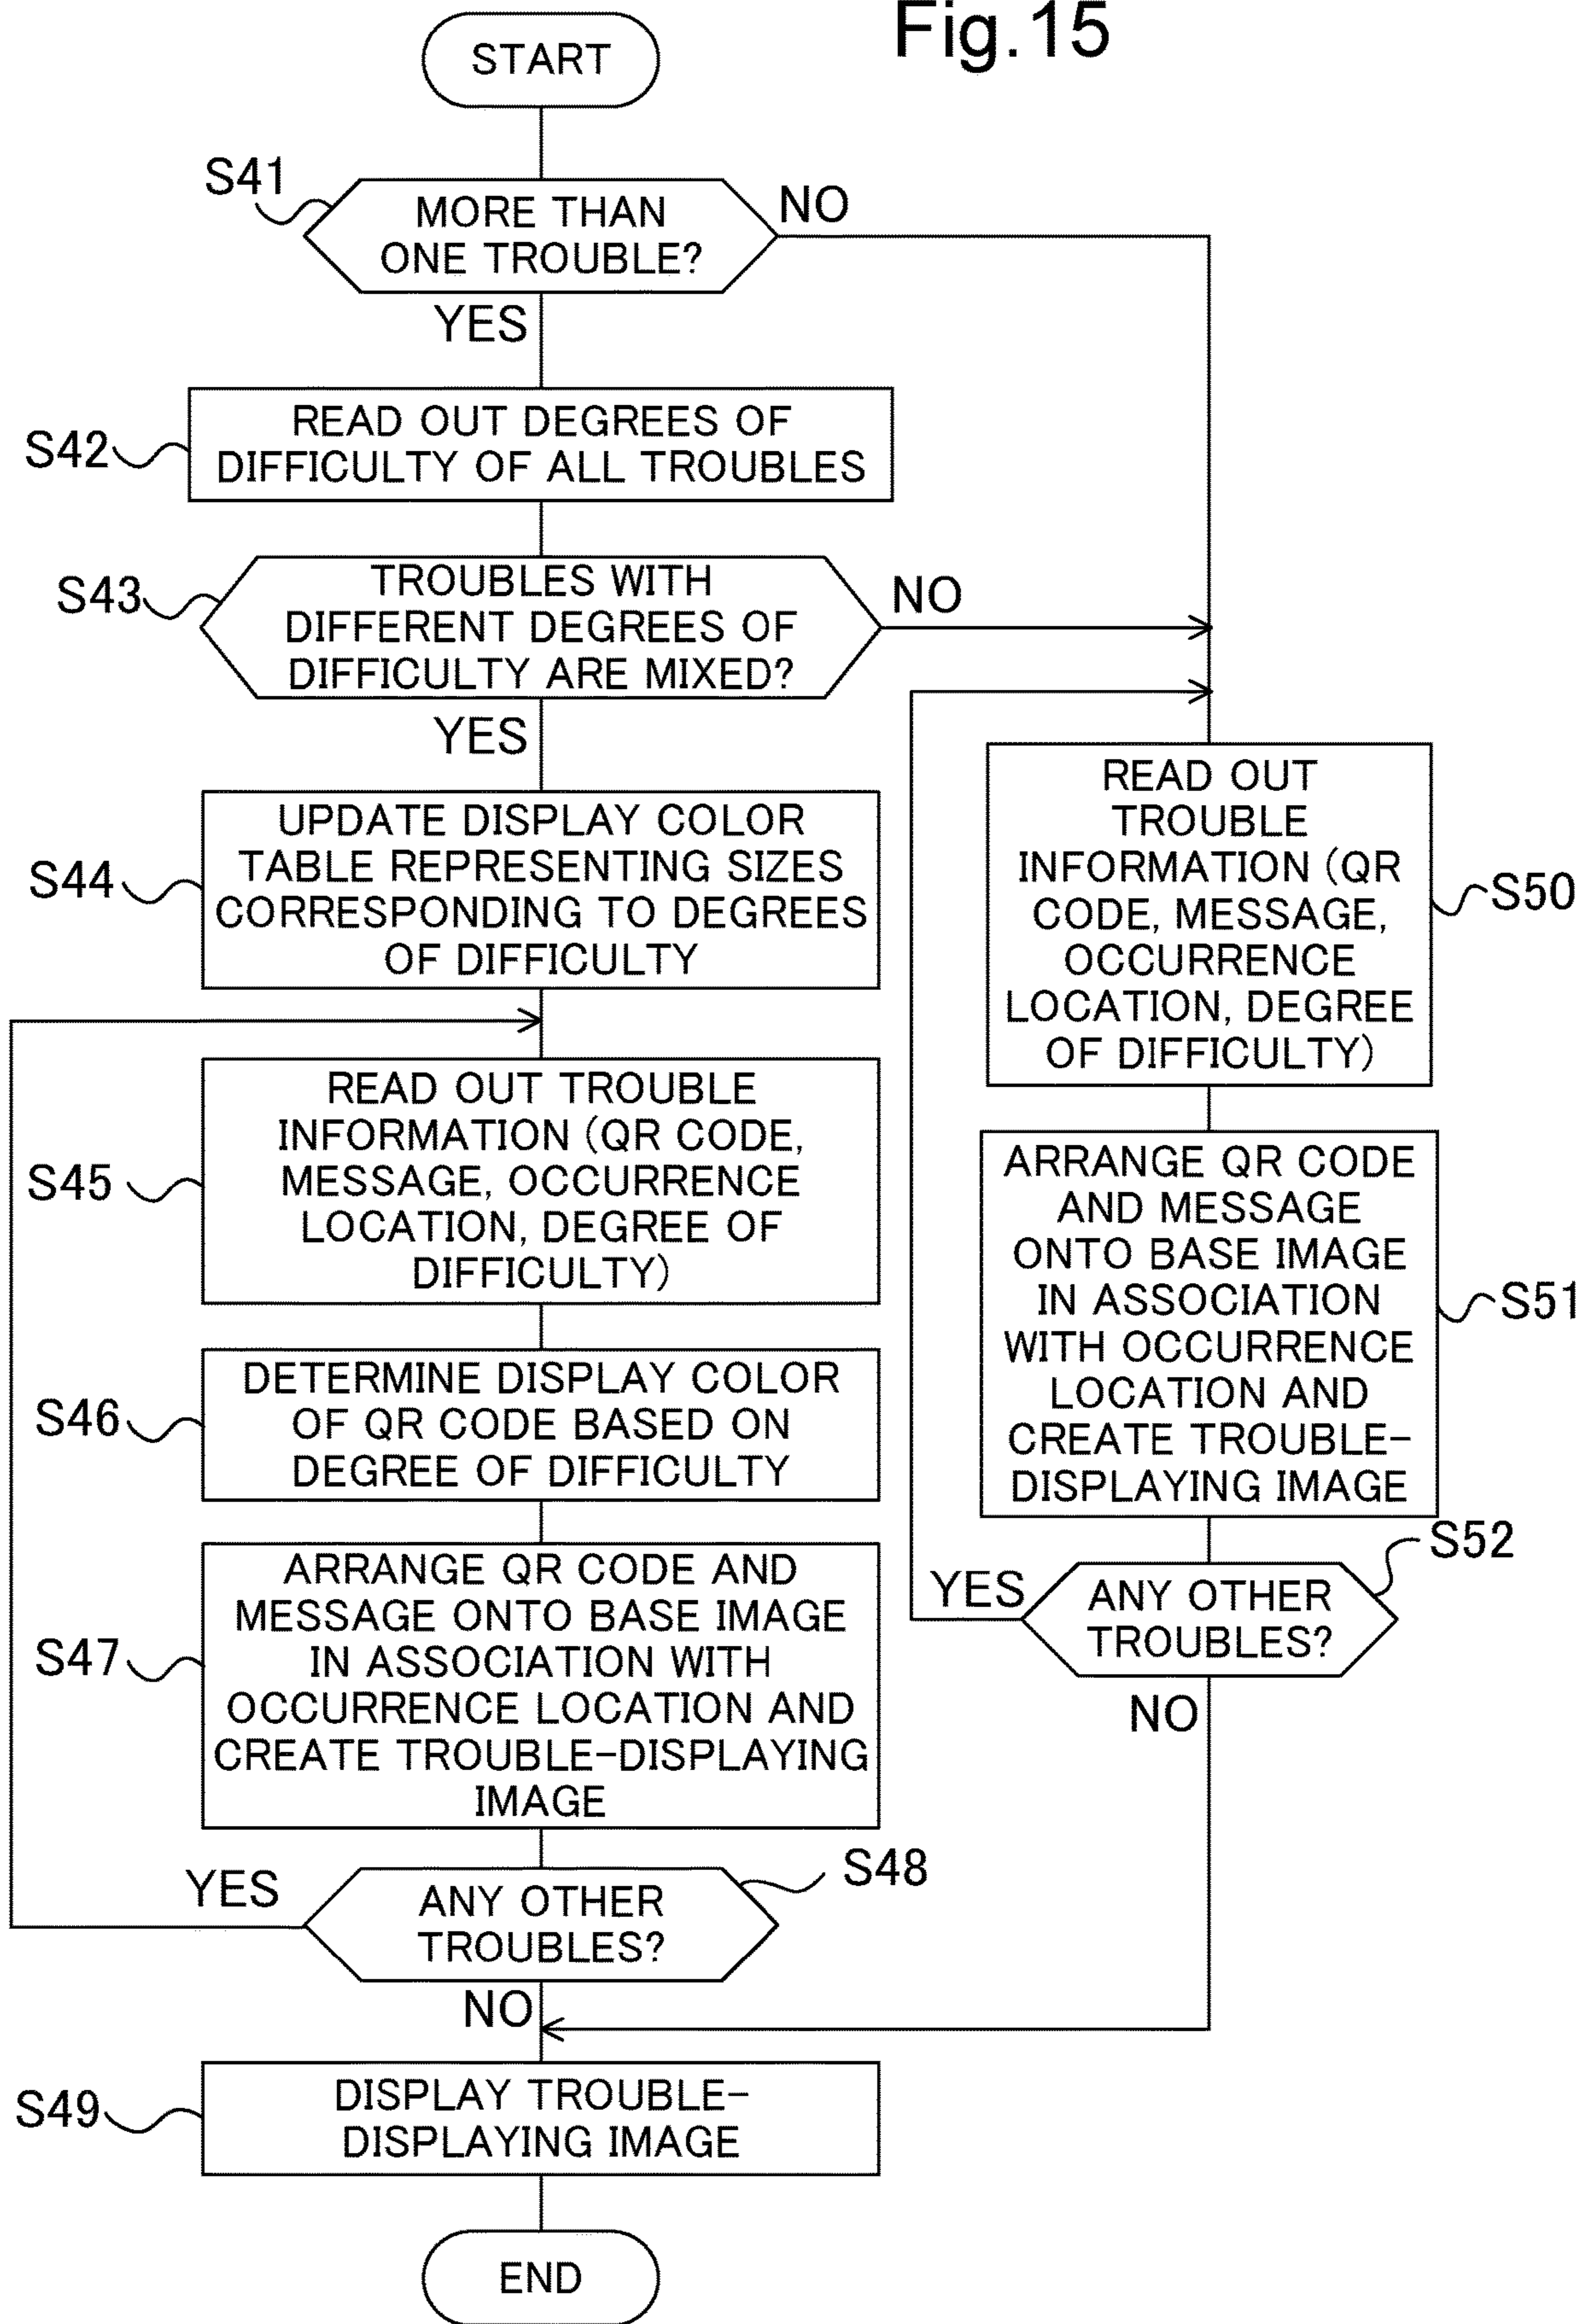 Fig.15
START
S41
MORE THAN
ONE TROUBLE?
NO
YES
S42
READ OUT DEGREES OF
DIFFICULTY OF ALL TROUBLES
S43
TROUBLES WITH
DIFFERENT DEGREES OF
DIFFICULTY ARE MIXED?
NO
YES
S44
UPDATE DISPLAY COLOR
TABLE REPRESENTING SIZES
CORRESPONDING TO DEGREES
OF DIFFICULTY
S45
READ OUT TROUBLE
INFORMATION (QR CODE,
MESSAGE, OCCURRENCE
LOCATION, DEGREE OF
DIFFICULTY)
S46
DETERMINE DISPLAY COLOR
OF QR CODE BASED ON
DEGREE OF DIFFICULTY
S47
ARRANGE QR CODE AND
MESSAGE ONTO BASE IMAGE
IN ASSOCIATION WITH
OCCURRENCE LOCATION AND
CREATE TROUBLE-DISPLAYING
IMAGE
S48
ANY OTHER
TROUBLES?
YES
NO
S50
READ OUT
TROUBLE
INFORMATION (QR
CODE, MESSAGE,
OCCURRENCE
LOCATION, DEGREE
OF DIFFICULTY)
S51
ARRANGE QR CODE
AND MESSAGE
ONTO BASE IMAGE
IN ASSOCIATION
WITH OCCURRENCE
LOCATION AND
CREATE TROUBLE-
DISPLAYING IMAGE
S52
ANY OTHER
TROUBLES?
YES
NO
S49
DISPLAY TROUBLE-
DISPLAYING IMAGE
END